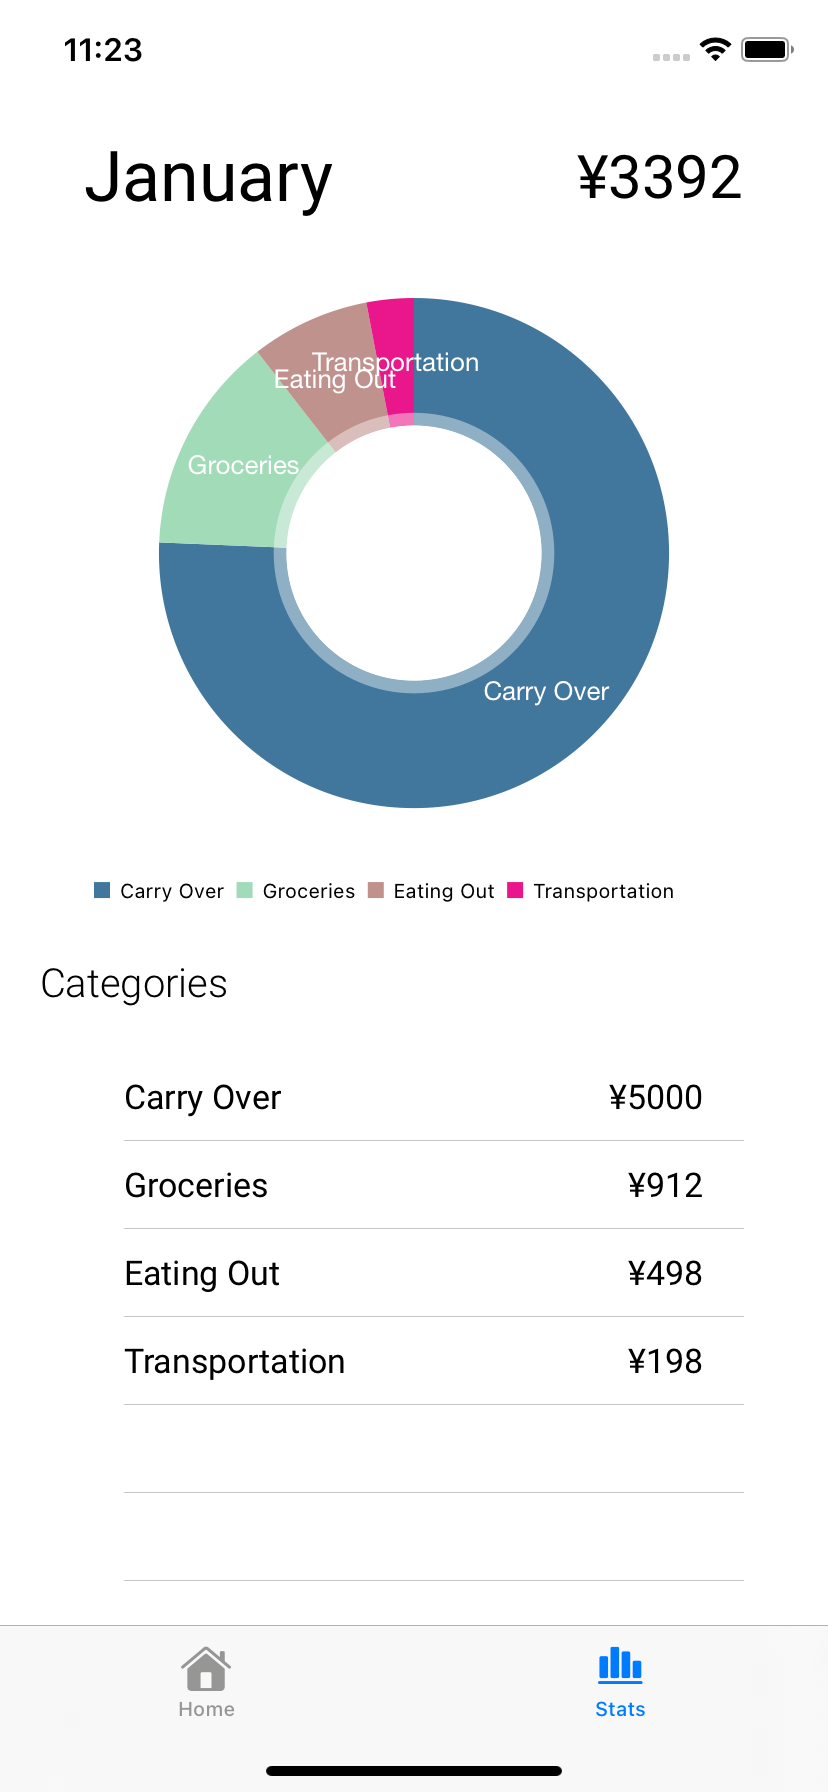 11:23
January ¥3392
Transportation
Eating Out
Groceries
Carry Over
Carry Over Groceries Eating Out Transportation
Categories
Carry Over ¥5000
Groceries ¥912
Eating Out ¥498
Transportation ¥198
Home Stats